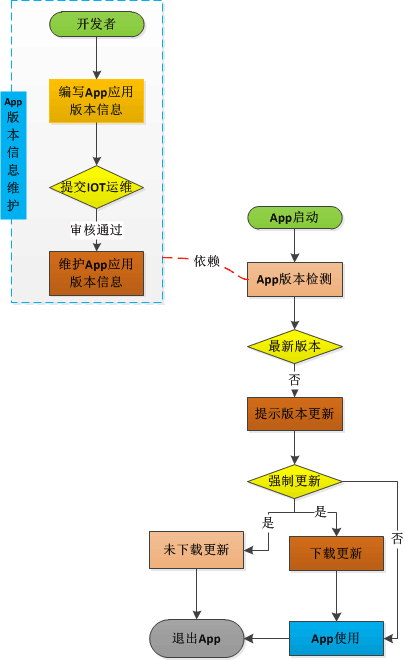 开发者
编写App应用
版本信息
App
版
本
信
息
维
护
提交IOT运维
审核通过
维护App应用
版本信息
依赖
App启动
App版本检测
最新版本
否
提示版本更新
强制更新
是
是
否
未下载更新
下载更新
退出App
App使用